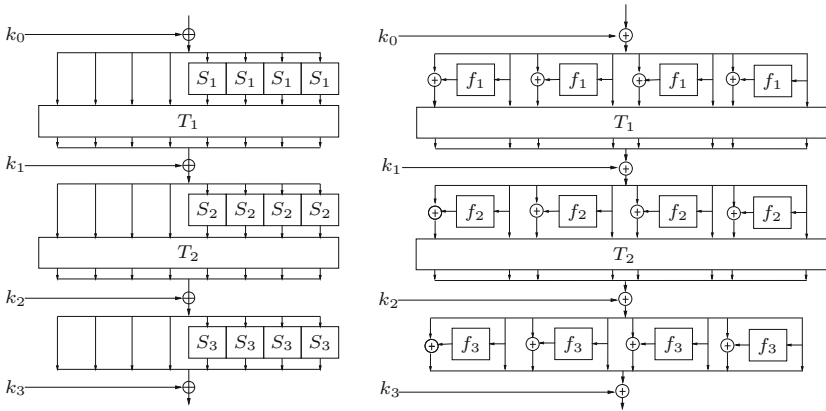 k₀
S₁ S₁ S₁ S₁
T₁
k₁
S₂ S₂ S₂ S₂
T₂
k₂
S₃ S₃ S₃ S₃
k₃
k₀
f₁ f₁ f₁ f₁
T₁
k₁
f₂ f₂ f₂ f₂
T₂
k₂
f₃ f₃ f₃ f₃
k₃